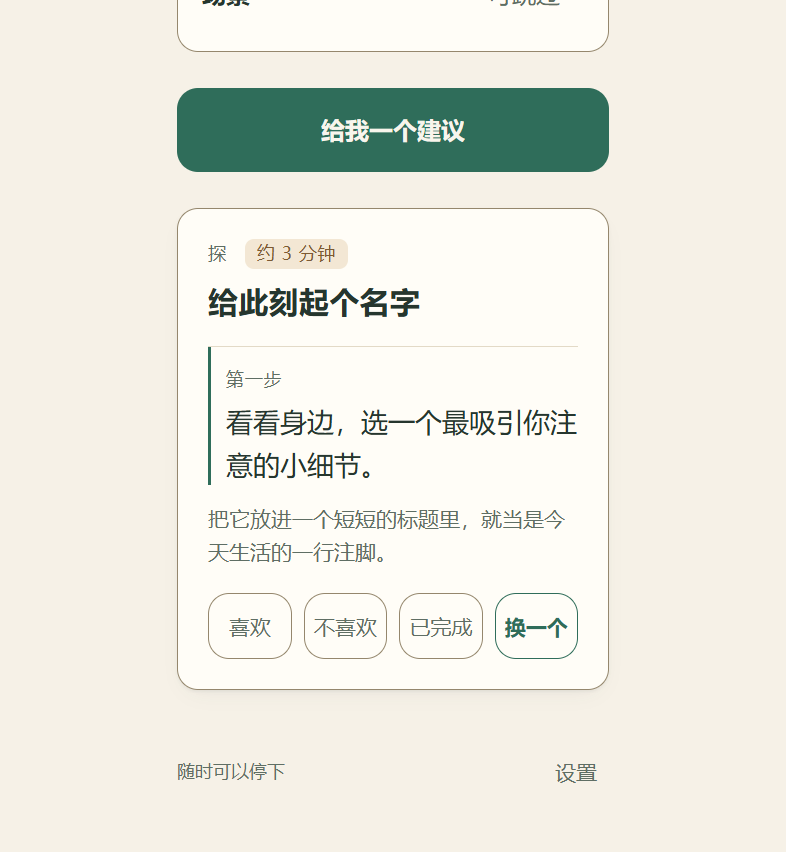 给我一个建议
探 约 3 分钟
给此刻起个名字
第一步
看看身边，选一个最吸引你注
意的小细节。
把它放进一个短短的标题里，就当是今
天生活的一行注脚。
喜欢 不喜欢 已完成 换一个
随时可以停下 设置